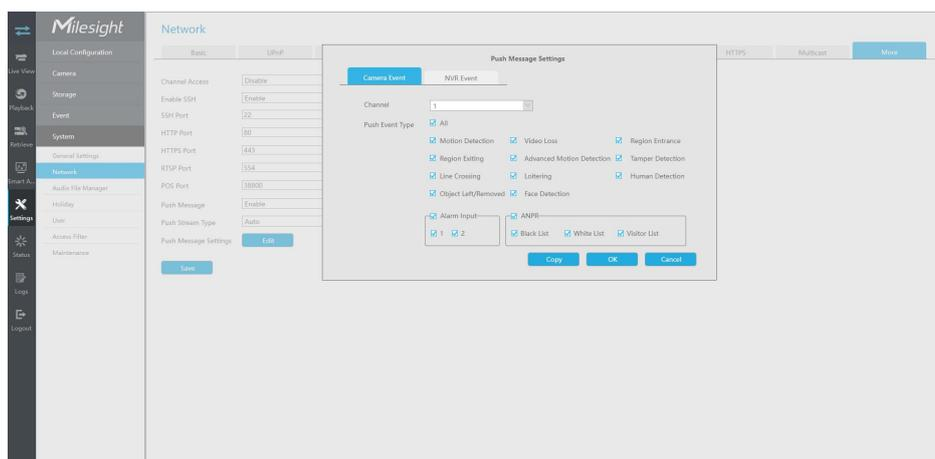 Milesight
Live View
Playback
Retrieve
Smart A...
Settings
Status
Logs
Logout
Local Configuration
Camera
Storage
Event
System
General Settings
Network
Audio File Manager
Holiday
User
Access Filter
Maintenance
Network
Basic UPnP HTTPS Multicast More
Channel Access Disable
Enable SSH Enable
SSH Port 22
HTTP Port 80
HTTPS Port 443
RTSP Port 554
POS Port 38800
Push Message Enable
Push Stream Type Auto
Push Message Settings Edit
Save
Push Message Settings
Camera Event NVR Event
Channel 1
Push Event Type All
Motion Detection Video Loss Region Entrance
Region Exiting Advanced Motion Detection Tamper Detection
Line Crossing Loitering Human Detection
Object Left/Removed Face Detection
Alarm Input ANPR
1 2 Black List White List Visitor List
Copy OK Cancel